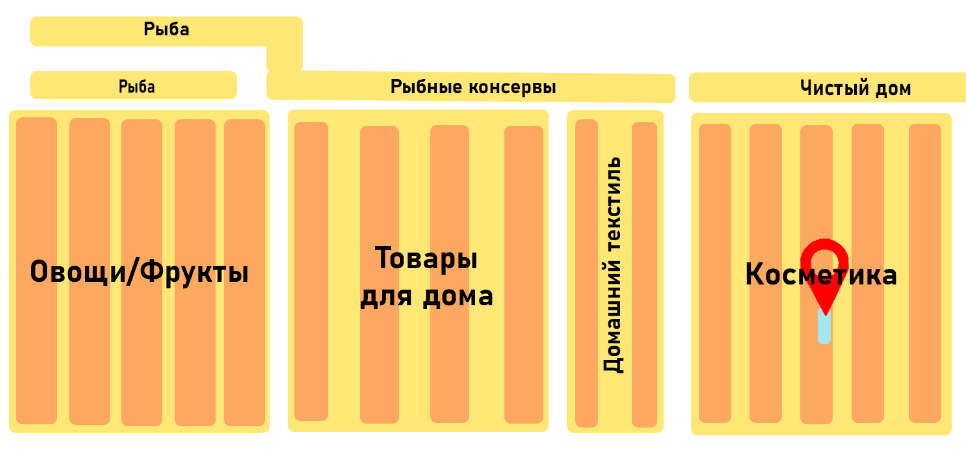 Рыба
Рыба
Рыбные консервы
Чистый дом
Овощи/Фрукты
Товары
для дома
Домашний текстиль
Косметика